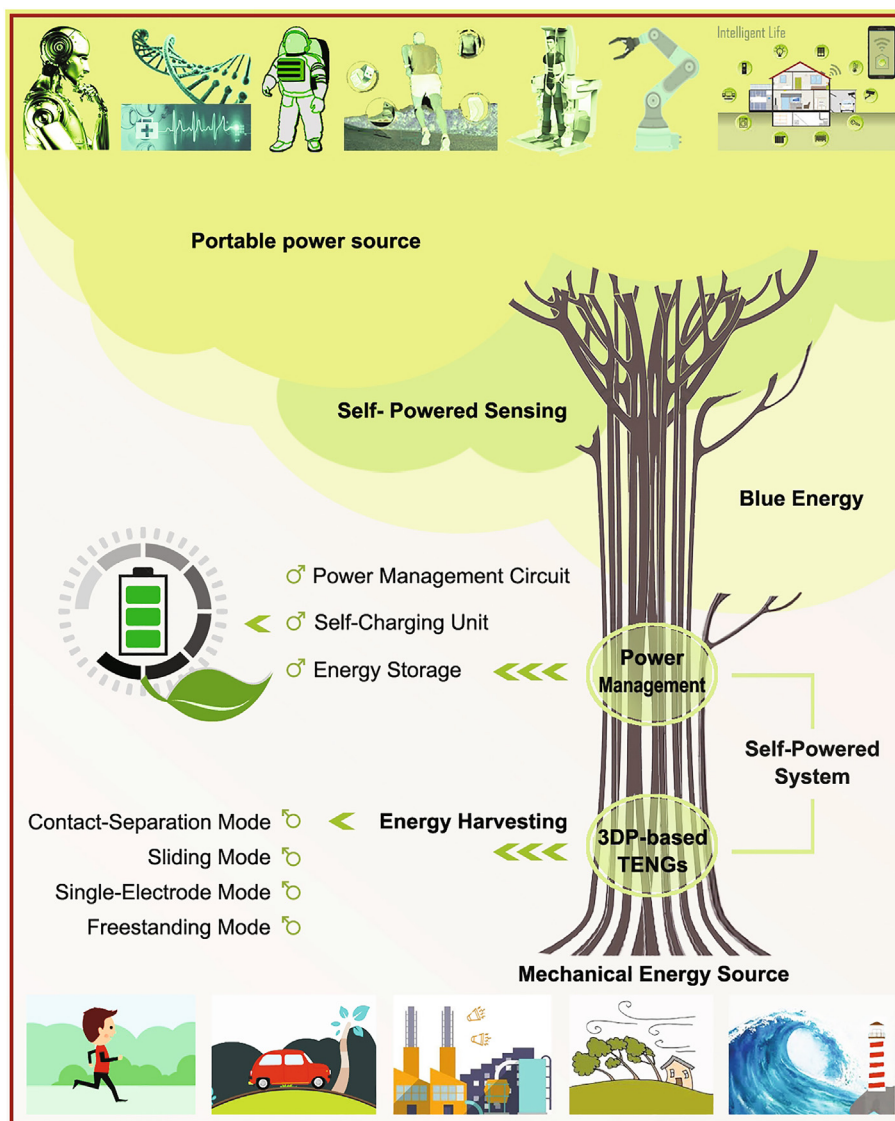 Intelligent Life
Portable power source
Self- Powered Sensing
Blue Energy
Power Management Circuit
Self-Charging Unit
Energy Storage
Power
Management
Self-Powered
System
Contact-Separation Mode
Sliding Mode
Single-Electrode Mode
Freestanding Mode
Energy Harvesting
3DP-based
TENGs
Mechanical Energy Source